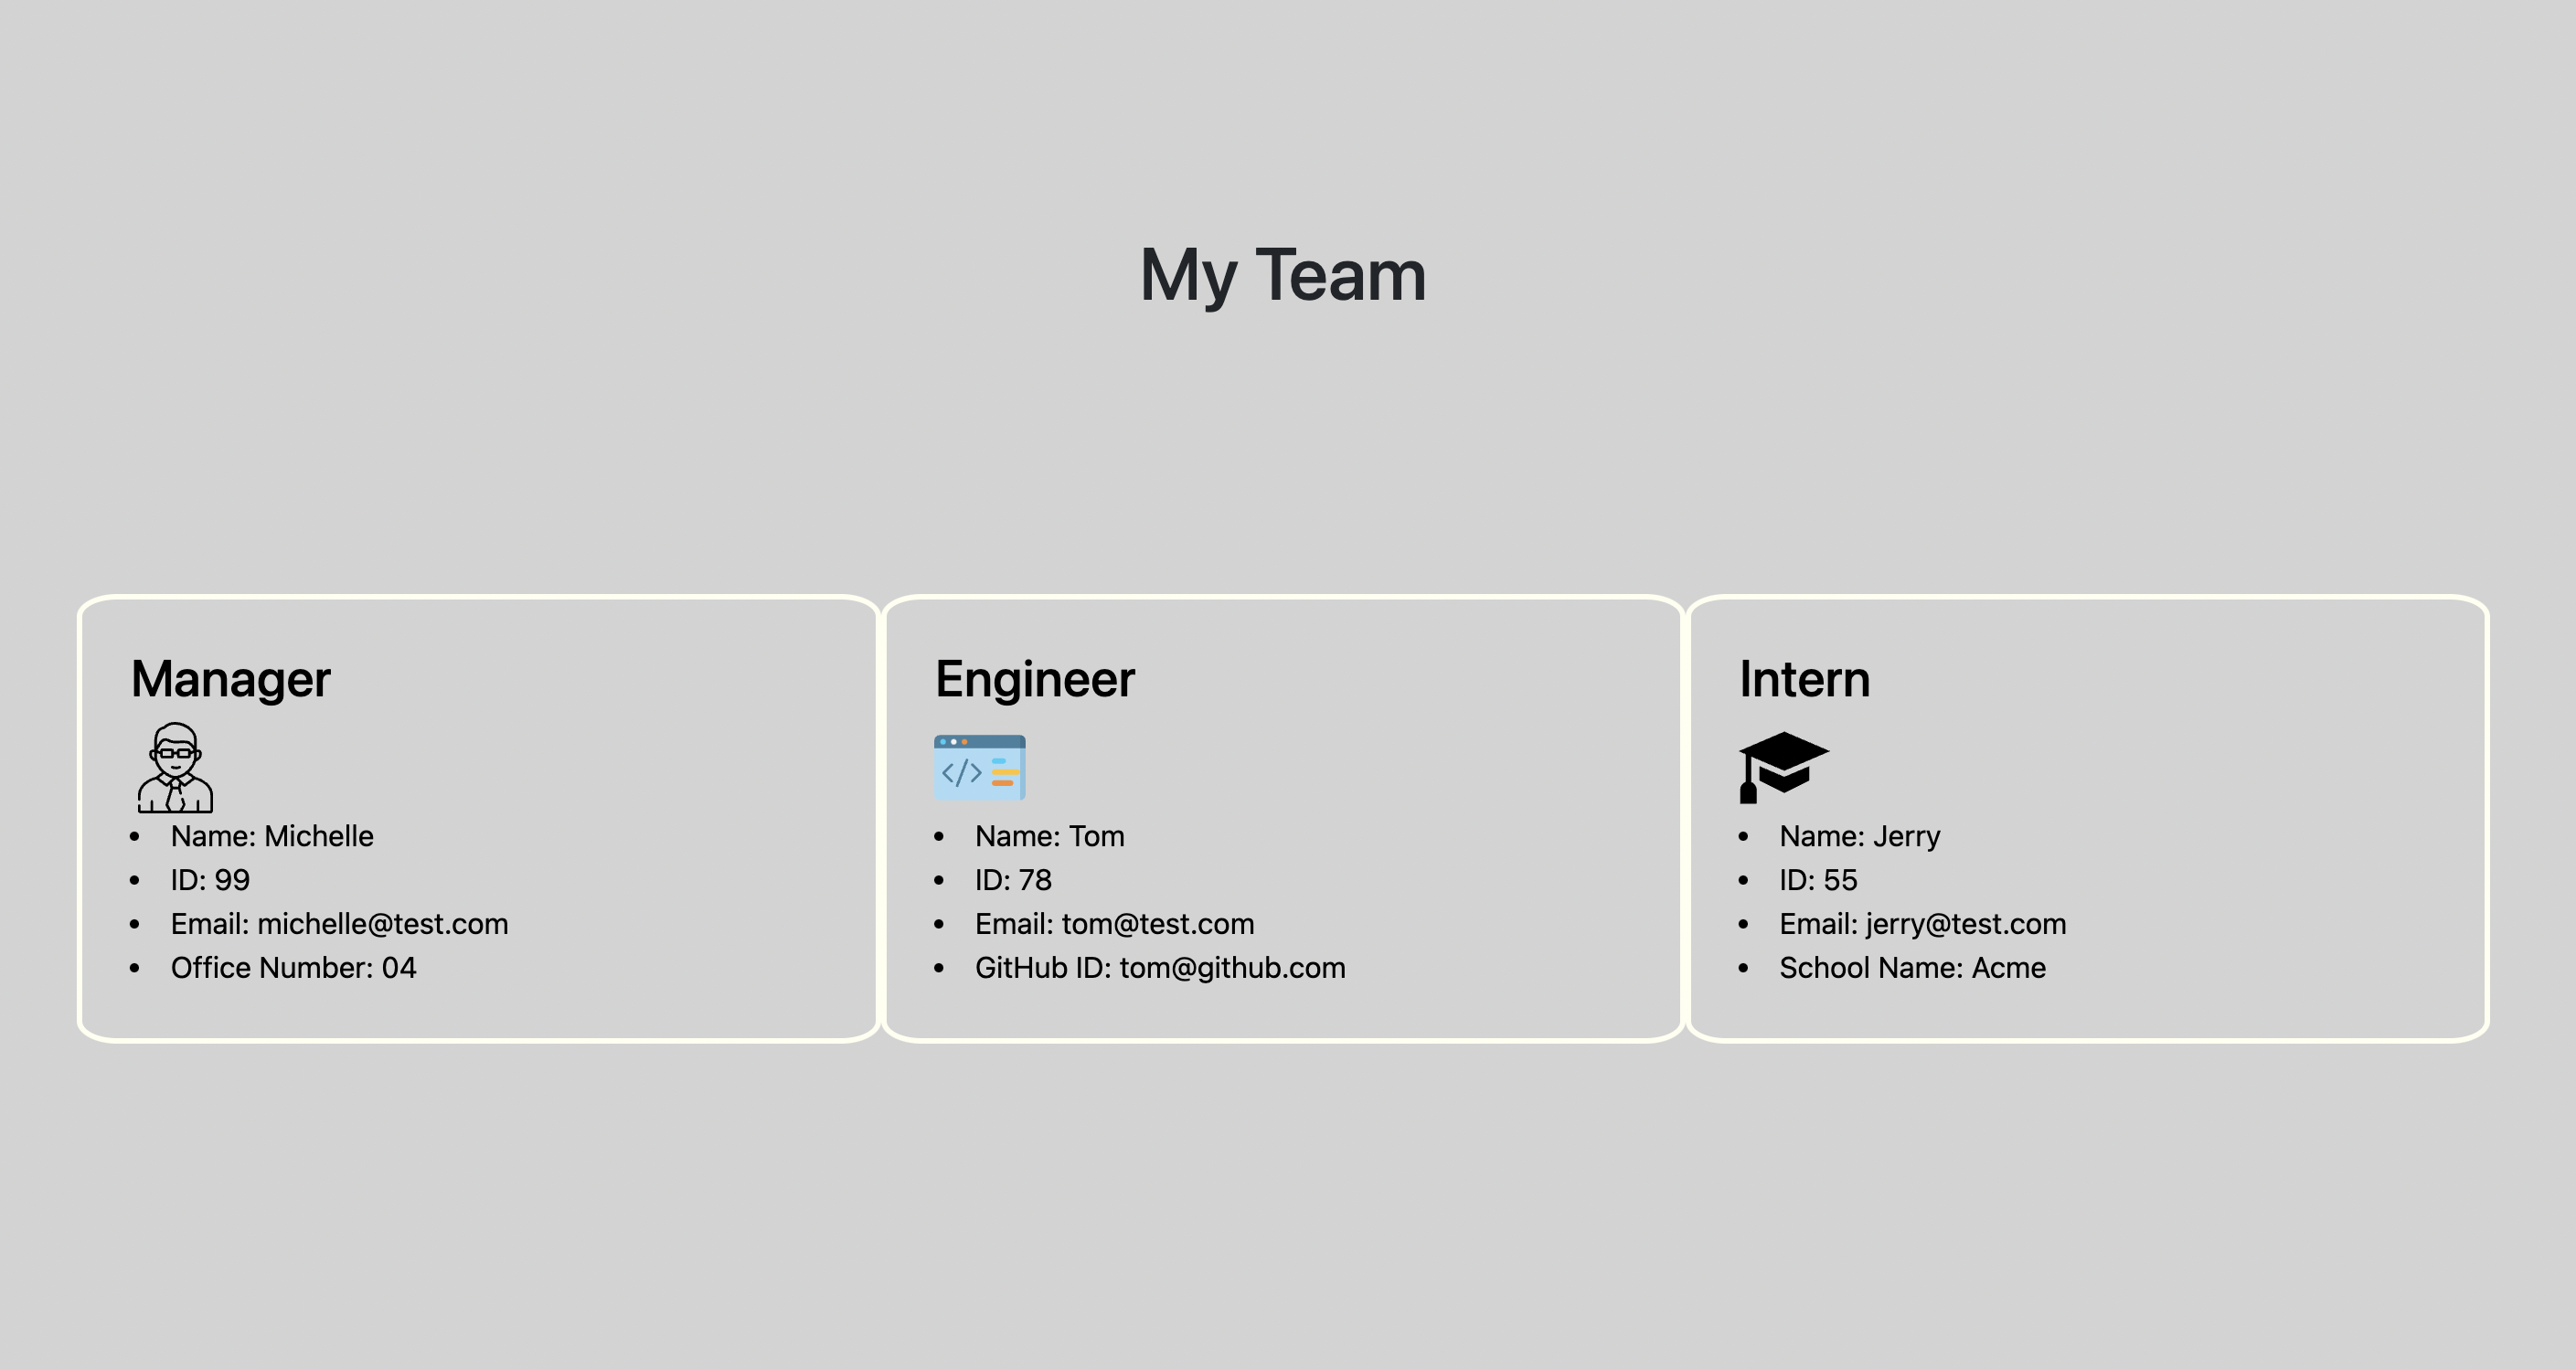 My Team
Manager
Name: Michelle
ID: 99
Email: michelle@test.com
Office Number: 04
Engineer
</>
Name: Tom
ID: 78
Email: tom@test.com
GitHub ID: tom@github.com
Intern
Name: Jerry
ID: 55
Email: jerry@test.com
School Name: Acme